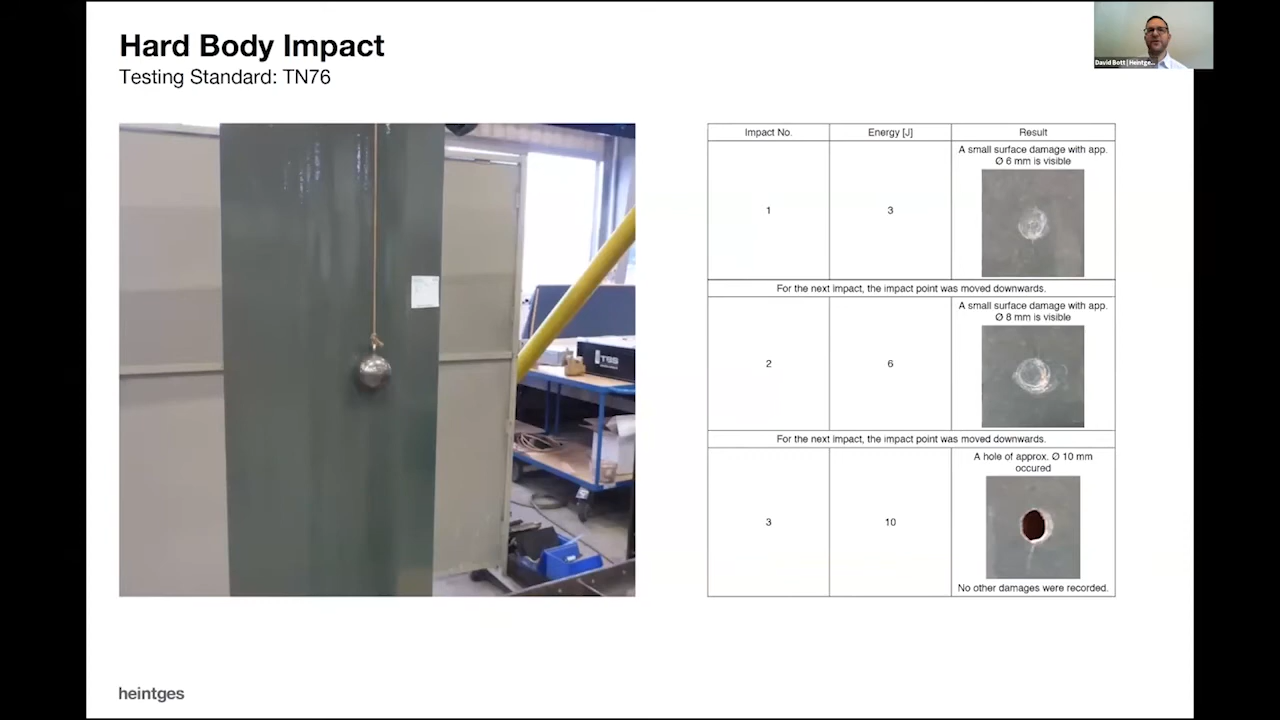 Hard Body Impact
Testing Standard: TN76
David Bott | Heintge...
Impact No.
Energy [J]
Result
1
3
A small surface damage with app.
Ø 6 mm is visible
For the next impact, the impact point was moved downwards.
2
6
A small surface damage with app.
Ø 8 mm is visible
For the next impact, the impact point was moved downwards.
3
10
A hole of approx. Ø 10 mm
occured
No other damages were recorded.
heintges